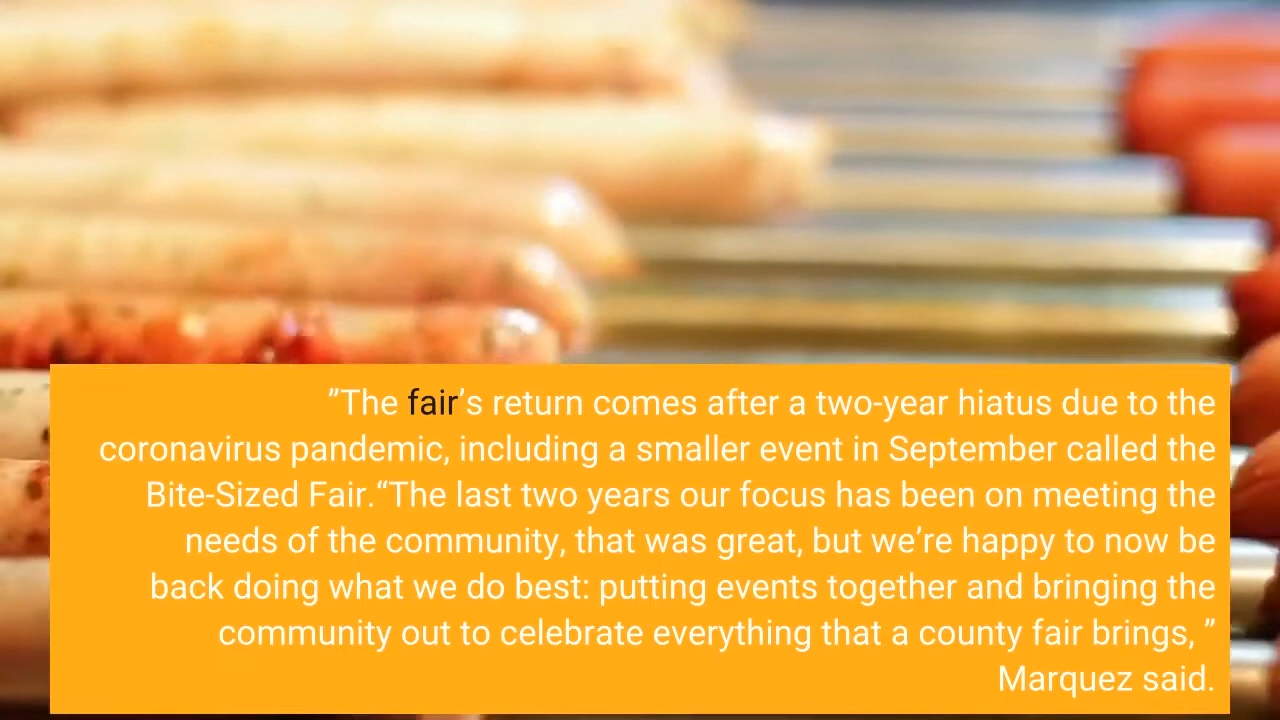 ”The fair’s return comes after a two-year hiatus due to the
coronavirus pandemic, including a smaller event in September called the
Bite-Sized Fair.“The last two years our focus has been on meeting the
needs of the community, that was great, but we’re happy to now be
back doing what we do best: putting events together and bringing the
community out to celebrate everything that a county fair brings, ”
Marquez said.